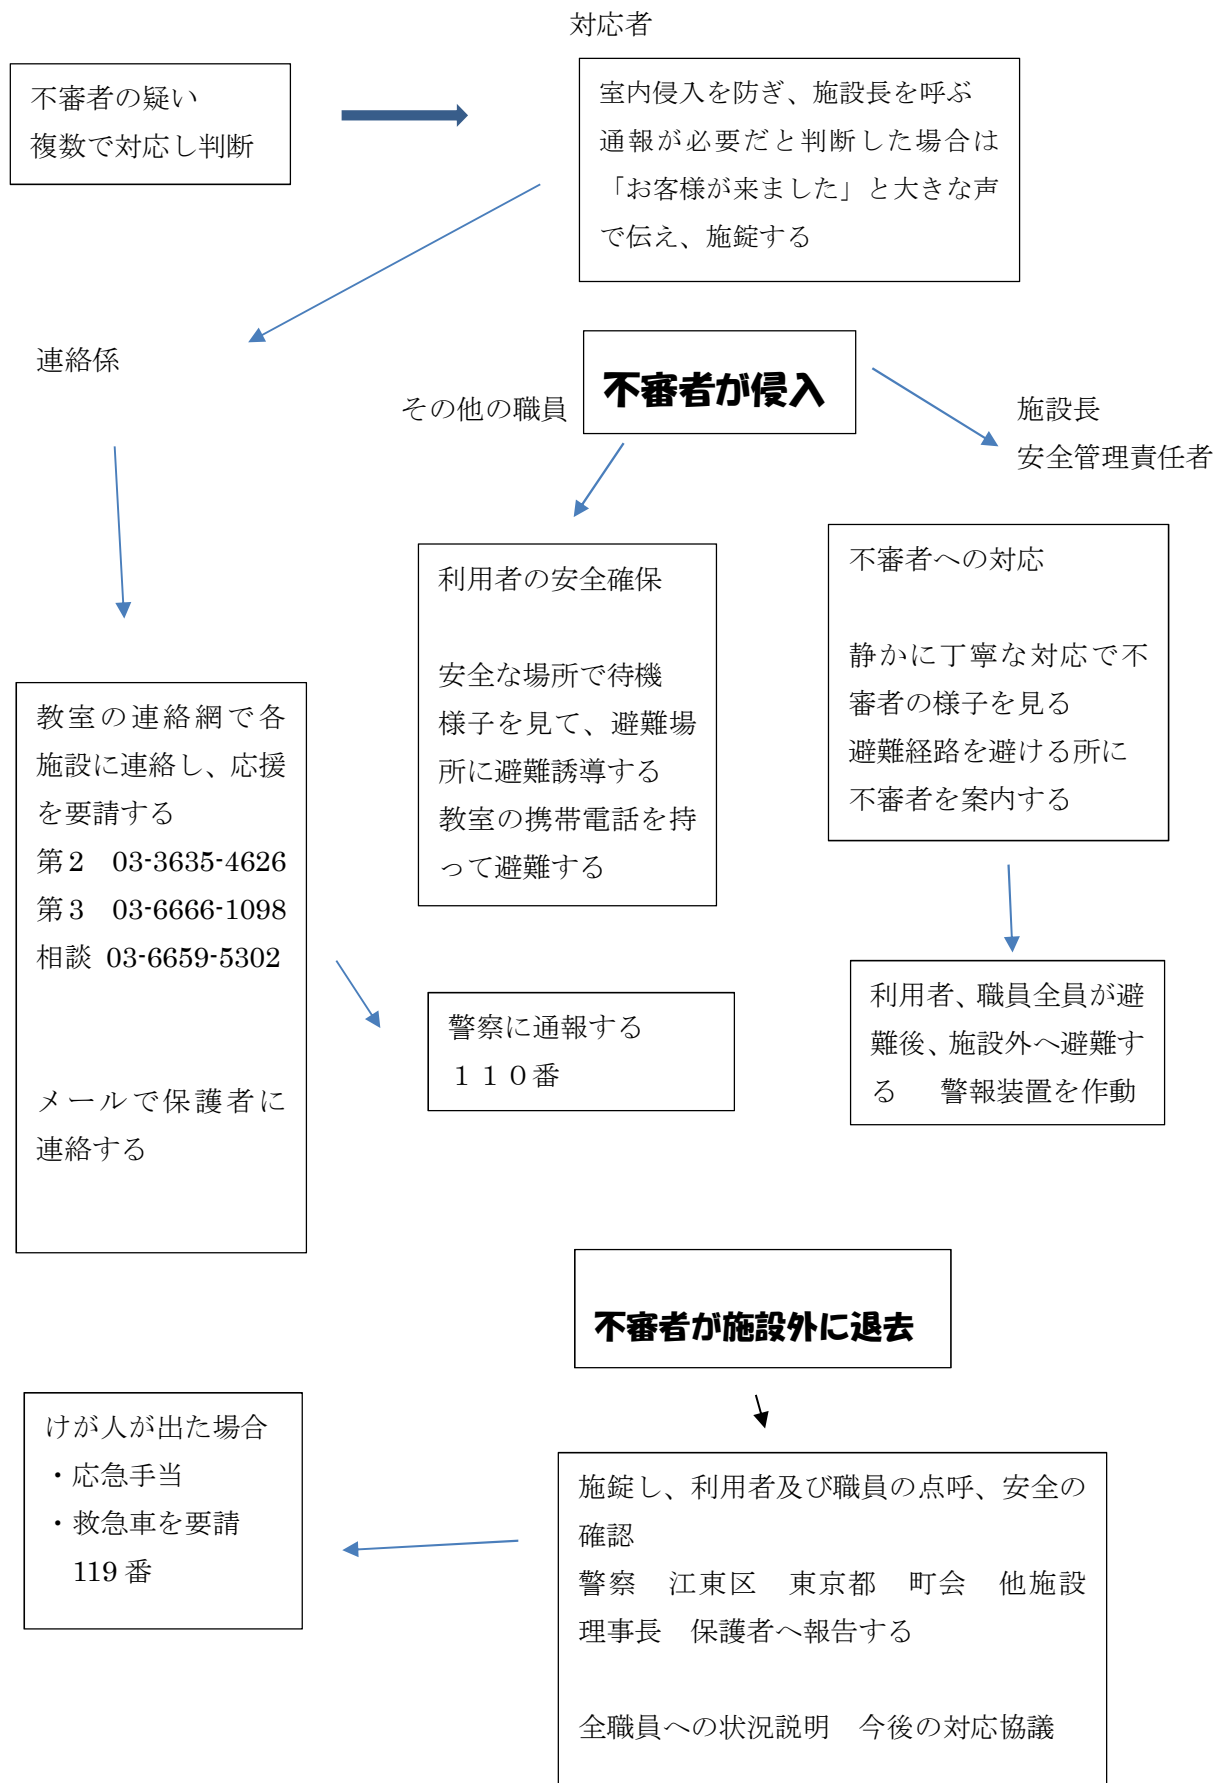 対応者
不審者の疑い
複数で対応し判断
室内侵入を防ぎ、施設長を呼ぶ
通報が必要だと判断した場合は
「お客様が来ました」と大きな声
で伝え、施錠する
連絡係
その他の職員
不審者が侵入
施設長
安全管理責任者
利用者の安全確保
安全な場所で待機
様子を見て、避難場
所に避難誘導する
教室の携帯電話を持
って避難する
不審者への対応
静かに丁寧な対応で不
審者の様子を見る
避難経路を避ける所に
不審者を案内する
教室の連絡網で各
施設に連絡し、応援
を要請する
第2　03-3635-4626
第3　03-6666-1098
相談 03-6659-5302
メールで保護者に
連絡する
警察に通報する
１１０番
利用者、職員全員が避
難後、施設外へ避難す
る　警報装置を作動
不審者が施設外に退去
けが人が出た場合
・応急手当
・救急車を要請
119 番
施錠し、利用者及び職員の点呼、安全の
確認
警察　江東区　東京都　町会　他施設
理事長　保護者へ報告する
全職員への状況説明　今後の対応協議